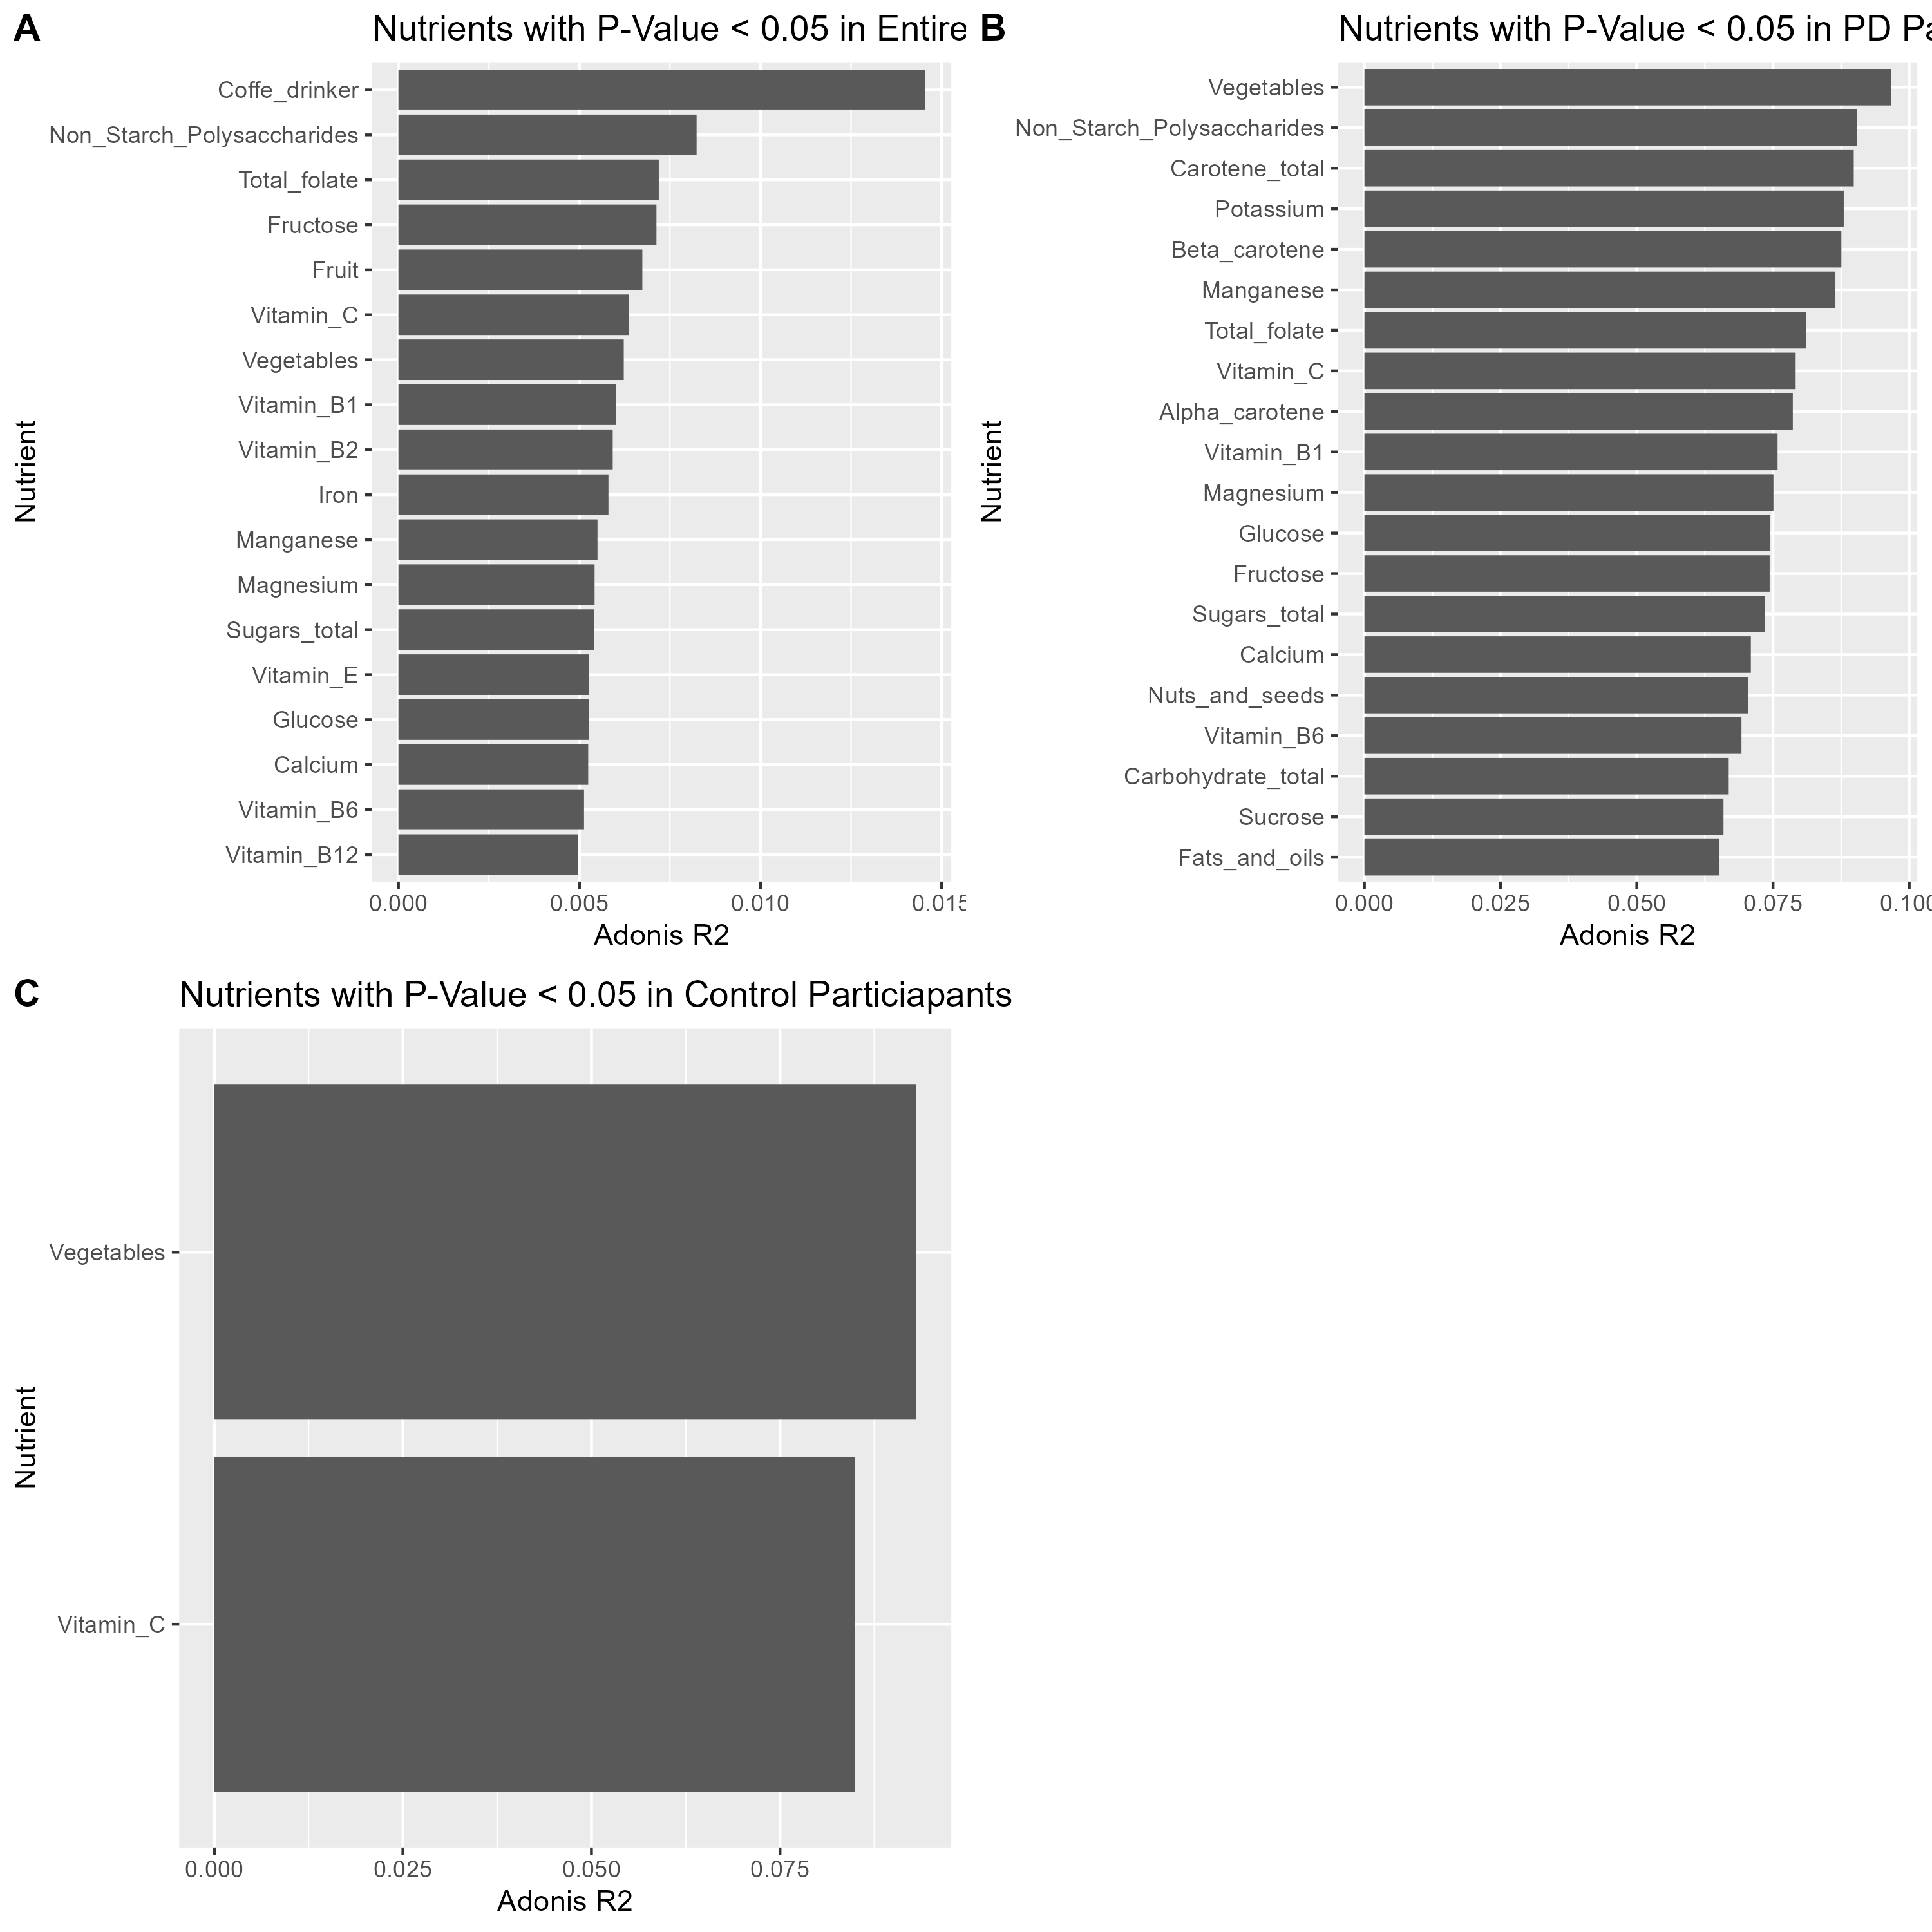 A
Nutrients with P-Value < 0.05 in Entire
Coffe_drinker
Non_Starch_Polysaccharides
Total_folate
Fructose
Fruit
Vitamin_C
Vegetables
Vitamin_B1
Vitamin_B2
Iron
Manganese
Magnesium
Sugars_total
Vitamin_E
Glucose
Calcium
Vitamin_B6
Vitamin_B12
Nutrient
0.000 0.005 0.010 0.015
Adonis R2
B
Nutrients with P-Value < 0.05 in PD Pa
Vegetables
Non_Starch_Polysaccharides
Carotene_total
Potassium
Beta_carotene
Manganese
Total_folate
Vitamin_C
Alpha_carotene
Vitamin_B1
Magnesium
Glucose
Fructose
Sugars_total
Calcium
Nuts_and_seeds
Vitamin_B6
Carbohydrate_total
Sucrose
Fats_and_oils
Nutrient
0.000 0.025 0.050 0.075 0.100
Adonis R2
C
Nutrients with P-Value < 0.05 in Control Particiapants
Vegetables
Vitamin_C
Nutrient
0.000 0.025 0.050 0.075
Adonis R2